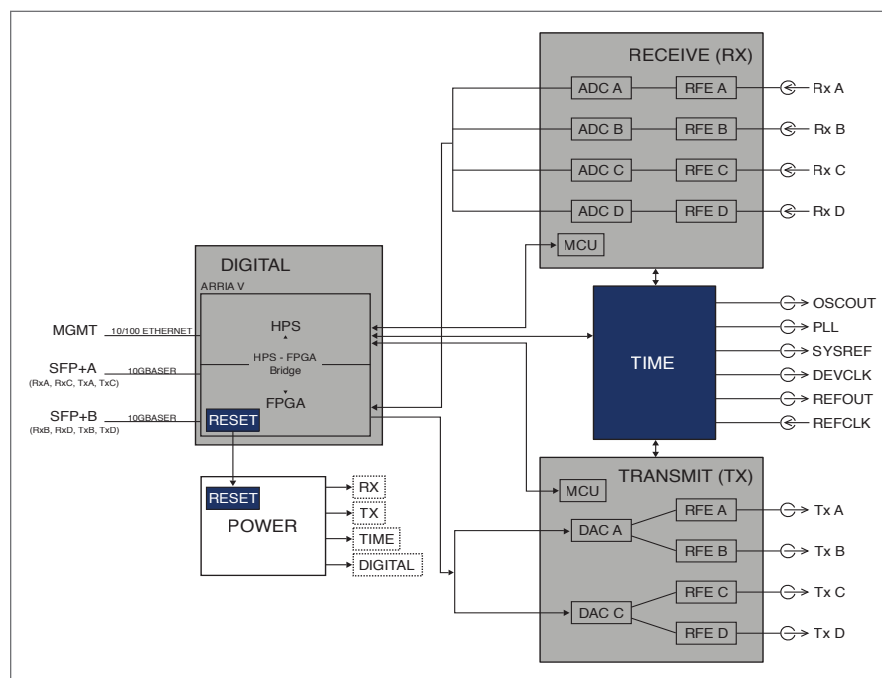 RECEIVE (RX)
ADC A
RFE A
Rx A
ADC B
RFE B
Rx B
ADC C
RFE C
Rx C
ADC D
RFE D
Rx D
MCU
DIGITAL
ARRIA V
HPS
HPS - FPGA
Bridge
FPGA
RESET
MGMT
10/100 ETHERNET
SFP+A
10GBASER
(RxA, RxC, TxA, TxC)
SFP+B
10GBASER
(RxB, RxD, TxB, TxD)
TIME
OSCOUT
PLL
SYSREF
DEVCLK
REFOUT
REFCLK
RESET
POWER
RX
TX
TIME
DIGITAL
TRANSMIT (TX)
MCU
DAC A
RFE A
Tx A
RFE B
Tx B
DAC C
RFE C
Tx C
RFE D
Tx D